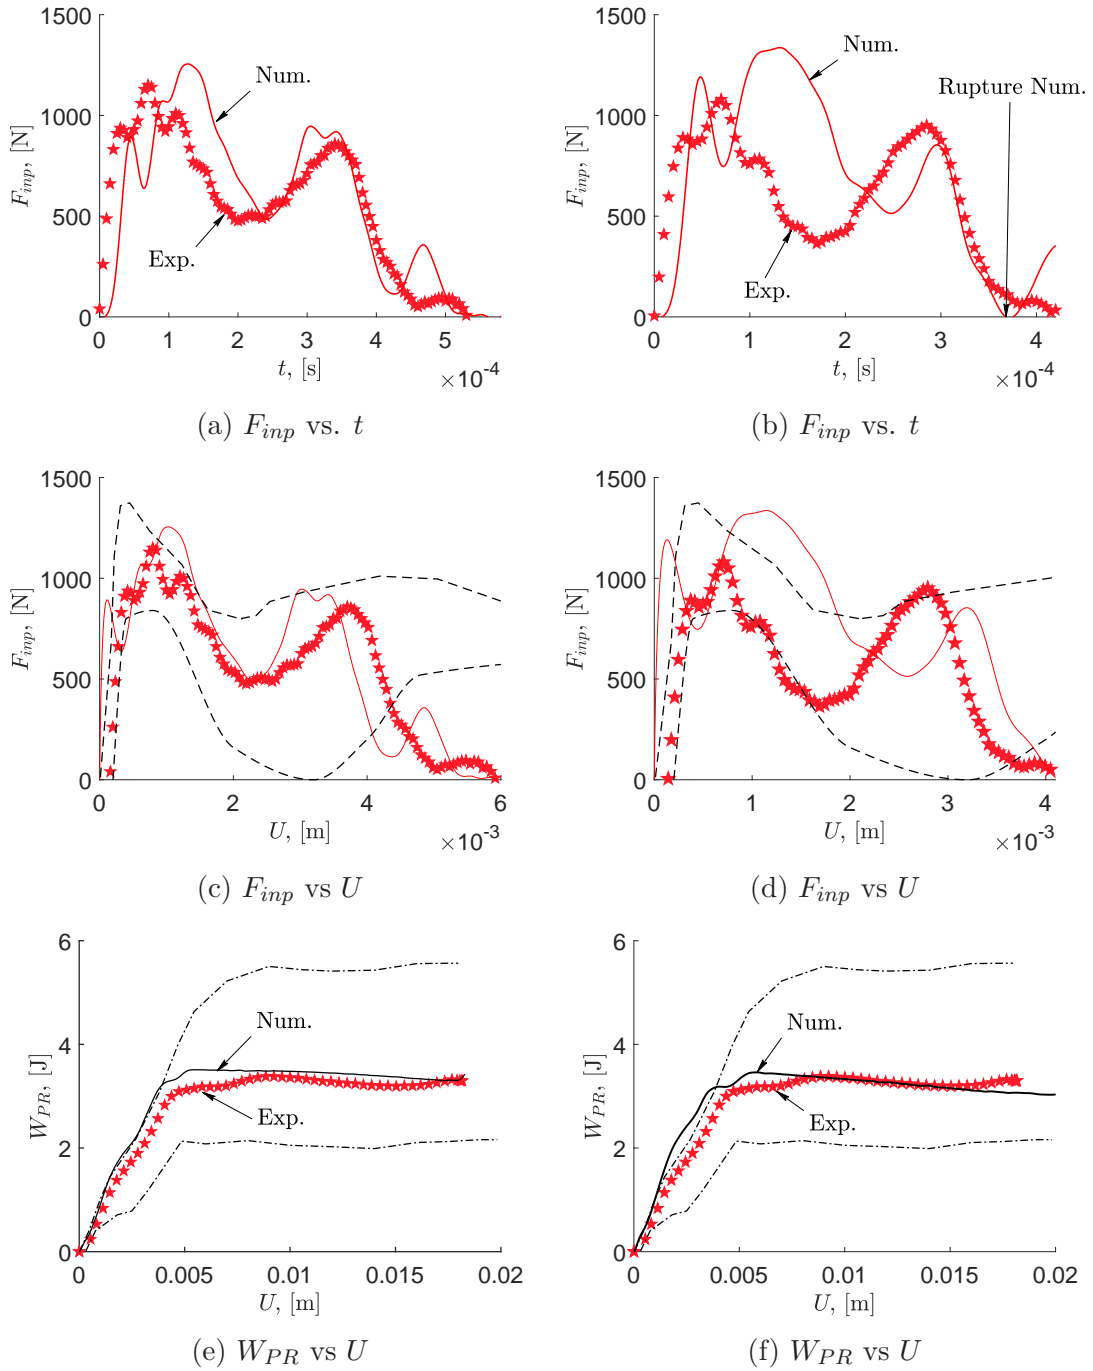 1500
1000
500
0
F_inp, [N]
Num.
Exp.
0 1 2 3 4 5
t, [s]
×10^-4
(a) F_inp vs. t
1500
1000
500
0
F_inp, [N]
Num.
Rupture Num.
Exp.
0 1 2 3 4
t, [s]
×10^-4
(b) F_inp vs. t
1500
1000
500
0
F_inp, [N]
0 2 4 6
U, [m]
×10^-3
(c) F_inp vs U
1500
1000
500
0
F_inp, [N]
0 1 2 3 4
U, [m]
×10^-3
(d) F_inp vs U
6
4
2
0
W_PR, [J]
Num.
Exp.
0 0.005 0.01 0.015 0.02
U, [m]
(e) W_PR vs U
6
4
2
0
W_PR, [J]
Num.
Exp.
0 0.005 0.01 0.015 0.02
U, [m]
(f) W_PR vs U